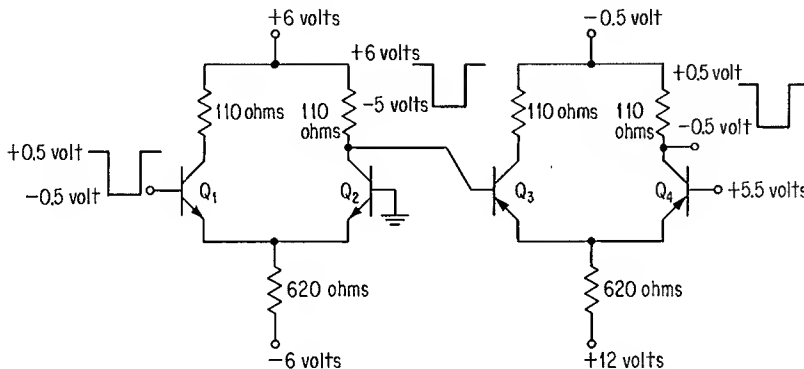 +6 volts
-0.5 volt
+6 volts
-5 volts
+0.5 volt
-0.5 volt
110 ohms
110
ohms
110 ohms
110
ohms
+0.5 volt
-0.5 volt
Q1
Q2
Q3
Q4
+5.5 volts
620 ohms
620 ohms
-6 volts
+12 volts